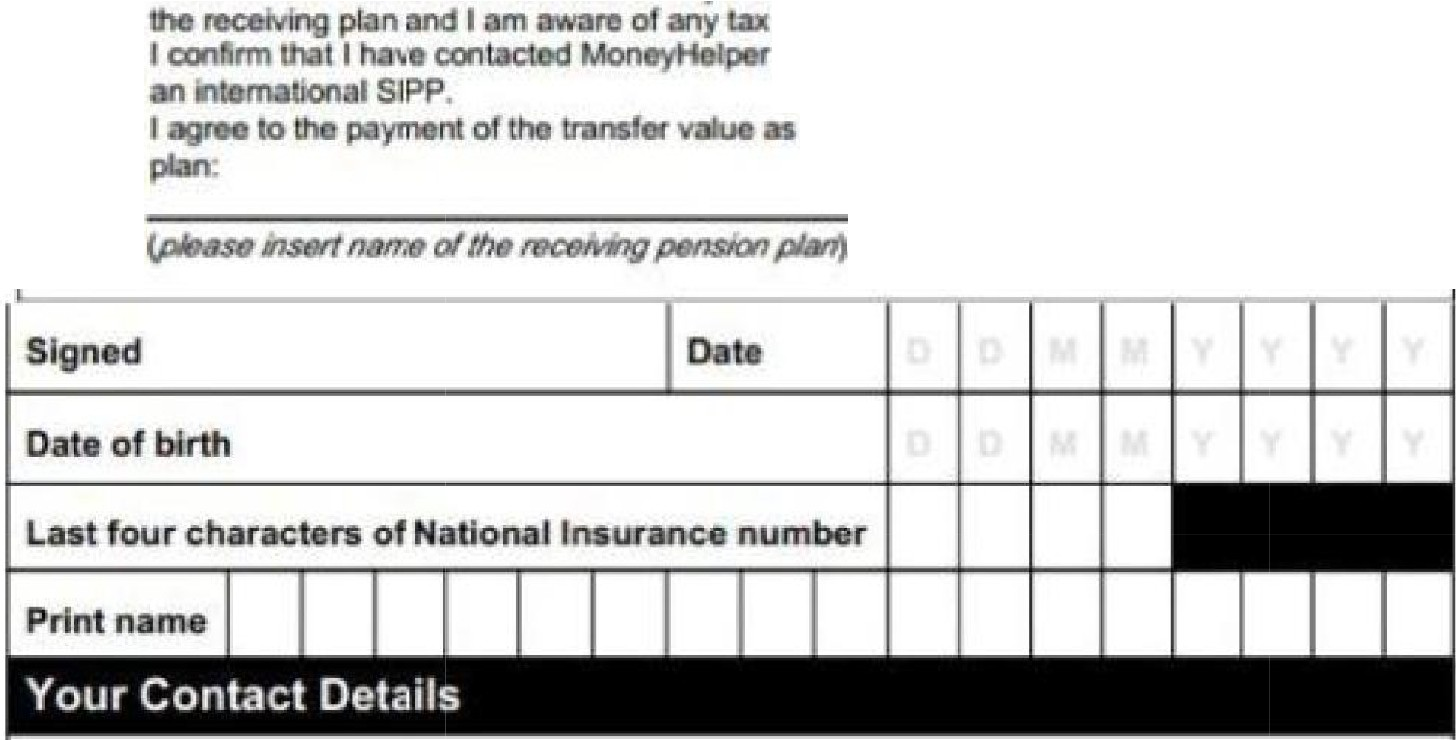 the receiving plan and I am aware of any tax
I confirm that I have contacted MoneyHelper
an international SIPP.
I agree to the payment of the transfer value as
plan:
(please insert name of the receiving pension plan)
Signed Date D D M M Y Y Y Y
Date of birth D D M M Y Y Y Y
Last four characters of National Insurance number
Print name
Your Contact Details